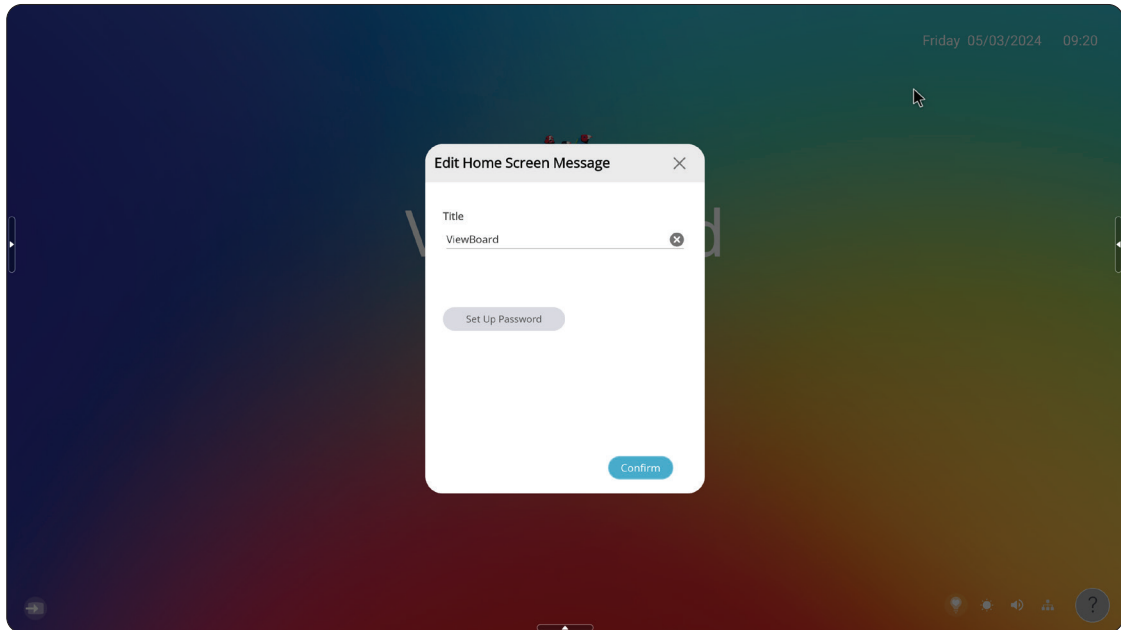 Friday 05/03/2024 09:20
Edit Home Screen Message
Title
ViewBoard
Set Up Password
Confirm
?